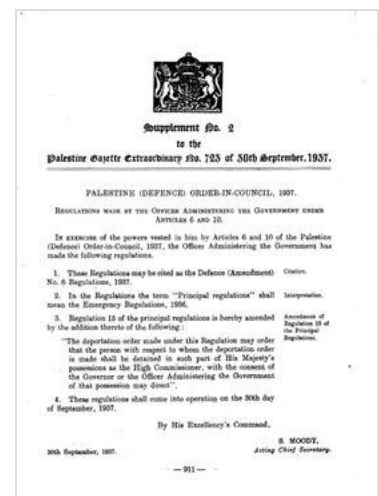 Supplement No. 2
to the
Palestine Gazette Extraordinary No. 723 of 30th September, 1937.
PALESTINE (DEFENCE) ORDER-IN-COUNCIL, 1937.
REGULATIONS MADE BY THE OFFICER ADMINISTERING THE GOVERNMENT UNDER
ARTICLES 6 AND 10.
IN EXERCISE of the powers vested in him by Articles 6 and 10 of the Palestine
(Defence) Order-in-Council, 1937, the Officer Administering the Government has
made the following regulations.
1. These Regulations may be cited as the Defence (Amendment) Citation.
No. 6 Regulations, 1937.
2. In the Regulations the term "Principal regulations" shall Interpretation.
mean the Emergency Regulations, 1936.
3. Regulation 15 of the principal regulations is hereby amended Amendment of
by the addition thereto of the following : Regulation 15 of
the Principal
Regulations.
"The deportation order made under this Regulation may order
that the person with respect to whom the deportation order
is made shall be detained in such part of His Majesty's
possessions as the High Commissioner, with the consent of
the Governor or the Officer Administering the Government
of that possession may direct".
4. These regulations shall come into operation on the 30th day
of September, 1937.
By His Excellency's Command,
S. MOODY,
30th September, 1937. Acting Chief Secretary.
— 911 —